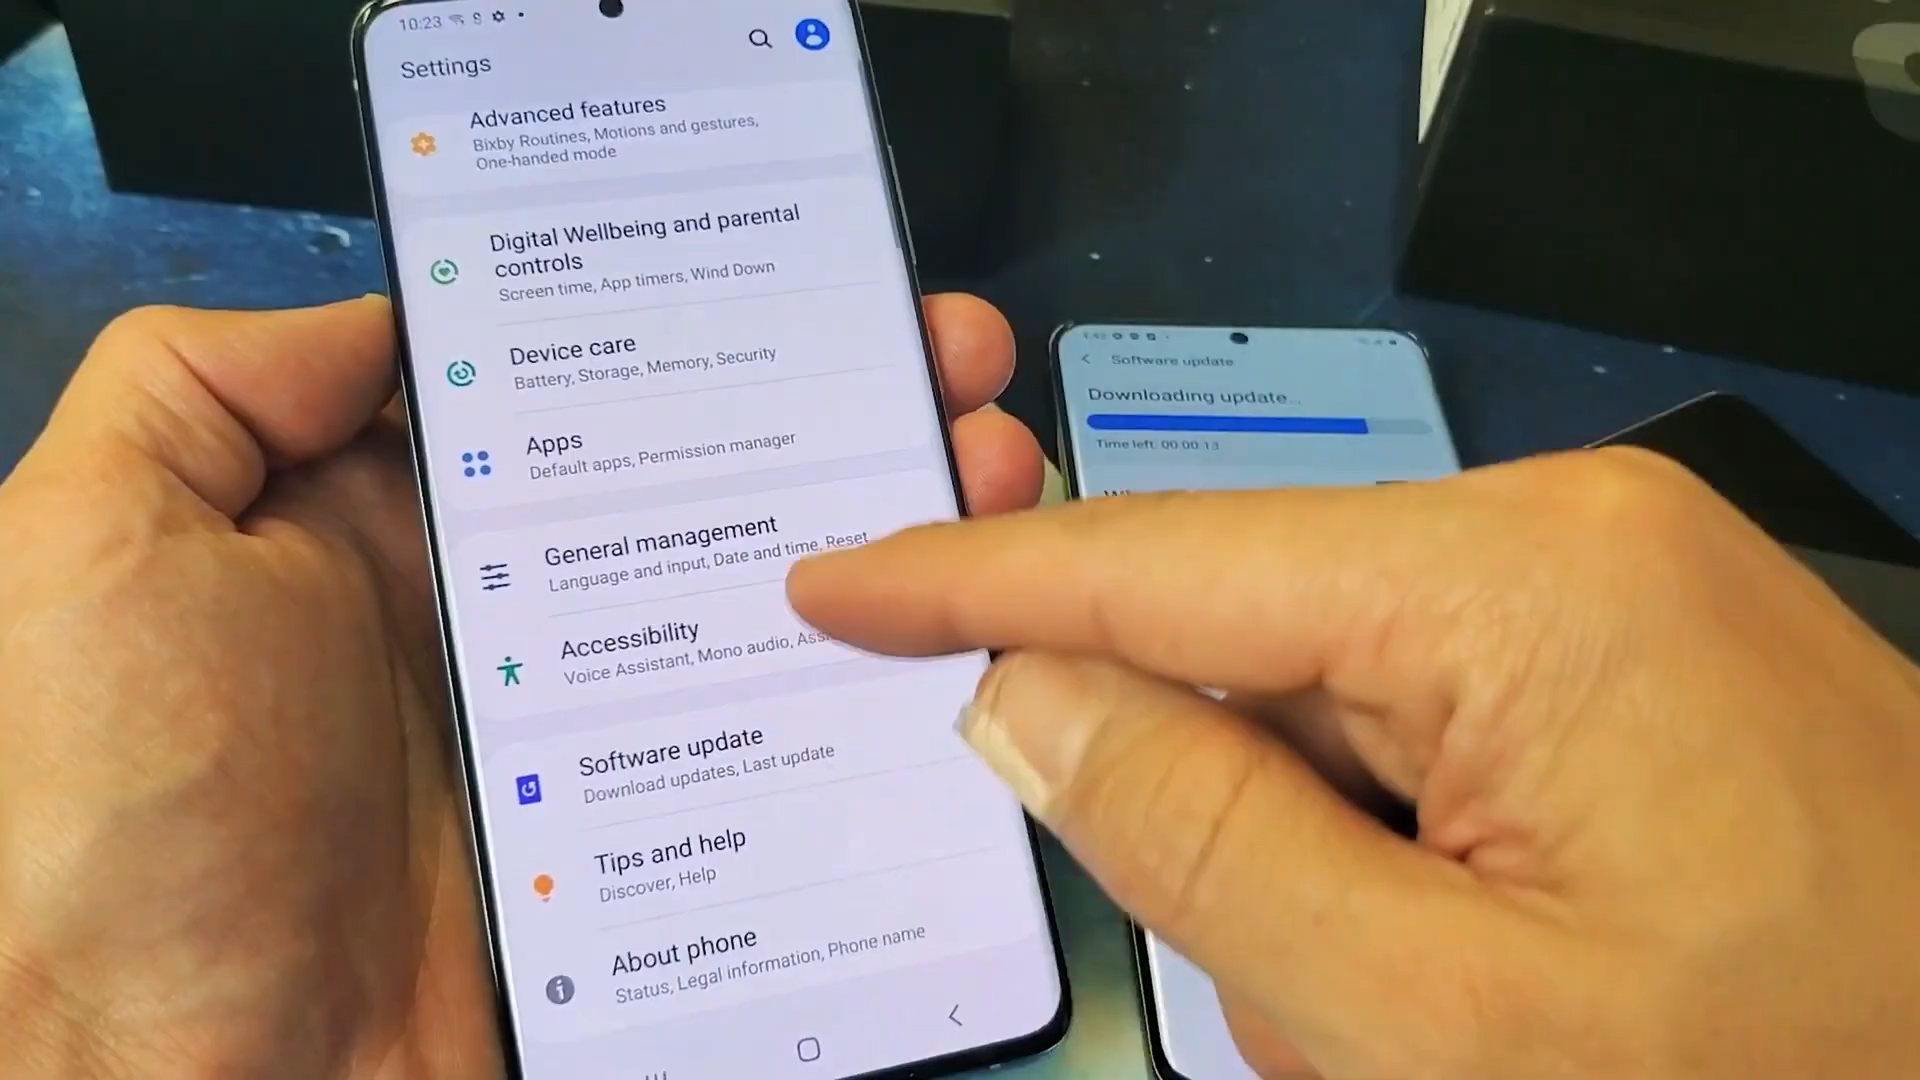 10:23
Settings
Advanced features
Bixby Routines, Motions and gestures,
One-handed mode
Digital Wellbeing and parental
controls
Screen time, App timers, Wind Down
Device care
Battery, Storage, Memory, Security
Apps
Default apps, Permission manager
General management
Language and input, Date and time, Reset
Accessibility
Voice Assistant, Mono audio,
Software update
Download updates, Last update
Tips and help
Discover, Help
About phone
Status, Legal information, Phone name
Software update
Downloading update...
Time left: 00:00:13